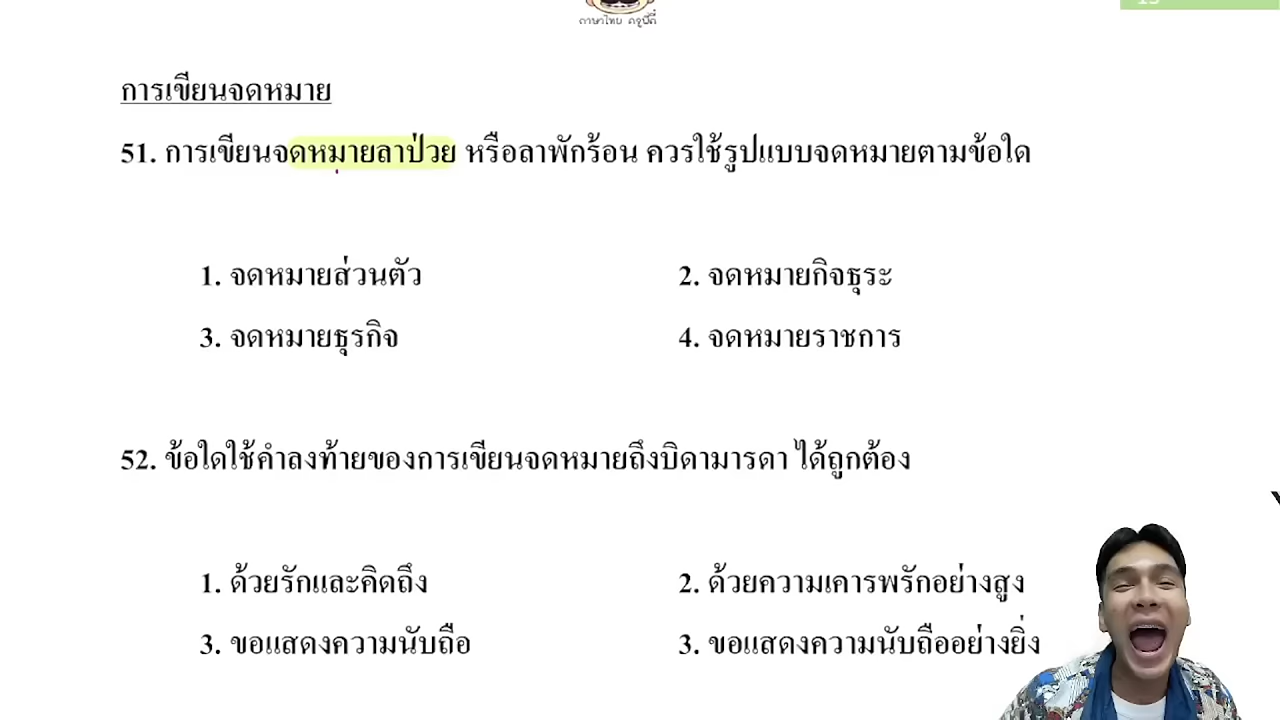 ภาษาไทย ครูปิ๊กี้
การเขียนจดหมาย
51. การเขียนจดหมายลาป่วย หรือลาพักร้อน ควรใช้รูปแบบจดหมายตามข้อใด
1. จดหมายส่วนตัว 2. จดหมายกิจธุระ
3. จดหมายธุรกิจ 4. จดหมายราชการ
52. ข้อใดใช้คำลงท้ายของการเขียนจดหมายถึงบิดามารดา ได้ถูกต้อง
1. ด้วยรักและคิดถึง 2. ด้วยความเคารพรักอย่างสูง
3. ขอแสดงความนับถือ 3. ขอแสดงความนับถืออย่างยิ่ง